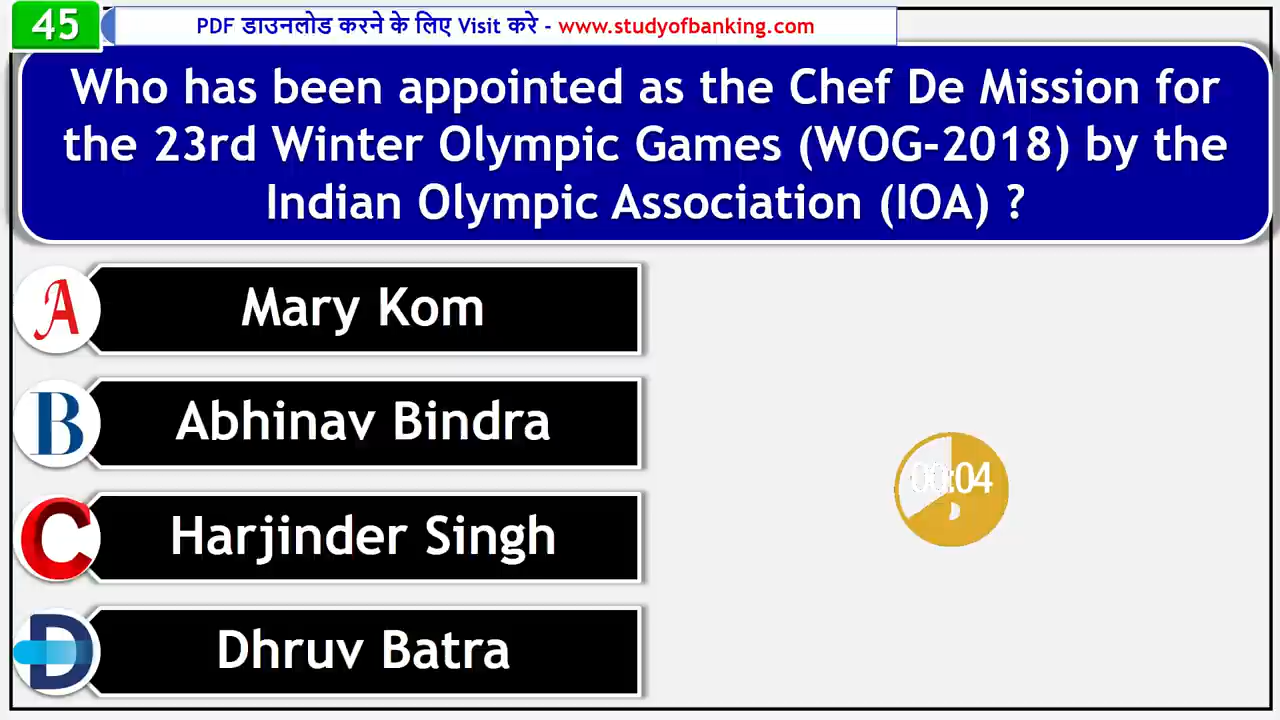 45
PDF डाउनलोड करने के लिए Visit करे - www.studyofbanking.com
Who has been appointed as the Chef De Mission for
the 23rd Winter Olympic Games (WOG-2018) by the
Indian Olympic Association (IOA) ?
A Mary Kom
B Abhinav Bindra
C Harjinder Singh
D Dhruv Batra
00:04